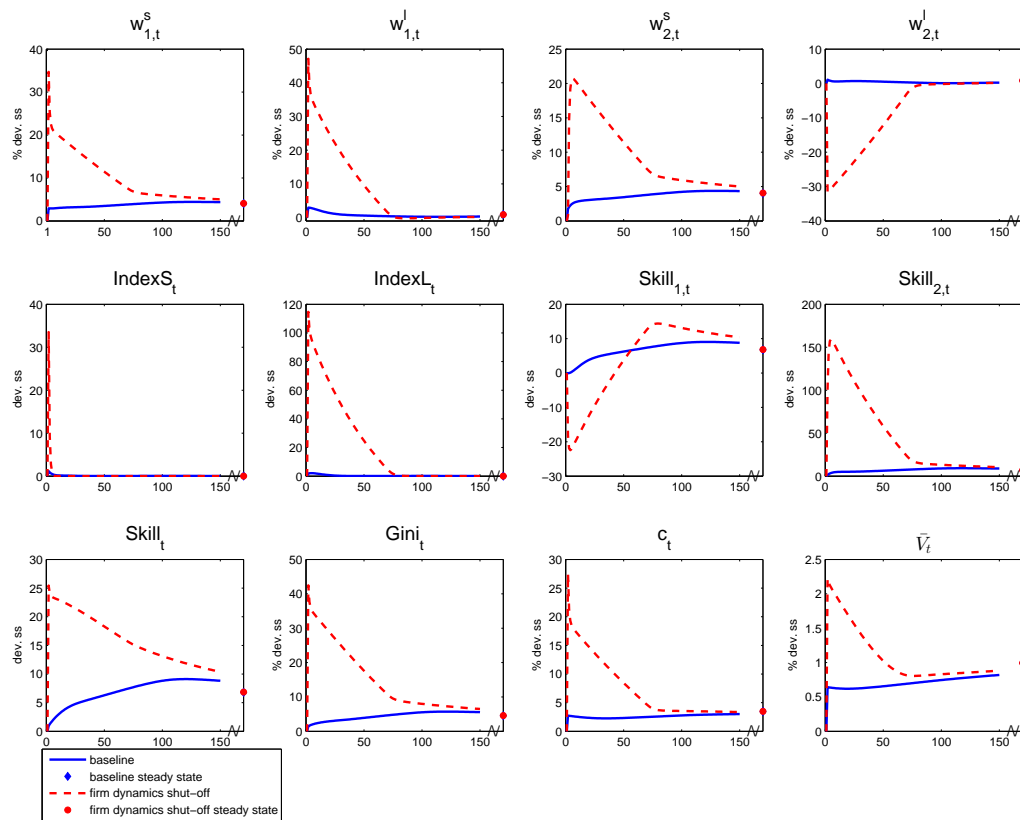 w^s_{1,t} w^l_{1,t} w^s_{2,t} w^l_{2,t}
% dev. ss
40 30 20 10 0
1 50 100 150
50 40 30 20 10 0
0 50 100 150
% dev. ss
25 20 15 10 5 0
0 50 100 150
% dev. ss
10 0 −10 −20 −30 −40
0 50 100 150
IndexS_t IndexL_t Skill_{1,t} Skill_{2,t}
dev. ss
40 30 20 10 0
0 50 100 150
120 100 80 60 40 20 0
0 50 100 150
dev. ss
20 10 0 −10 −20 −30
0 50 100 150
dev. ss
200 150 100 50 0
0 50 100 150
Skill_t Gini_t c_t V̄_t
dev. ss
30 25 20 15 10 5 0
0 50 100 150
% dev. ss
50 40 30 20 10 0
0 50 100 150
% dev. ss
30 25 20 15 10 5 0
0 50 100 150
% dev. ss
2.5 2 1.5 1 0.5 0
0 50 100 150
baseline
baseline steady state
firm dynamics shut−off
firm dynamics shut−off steady state